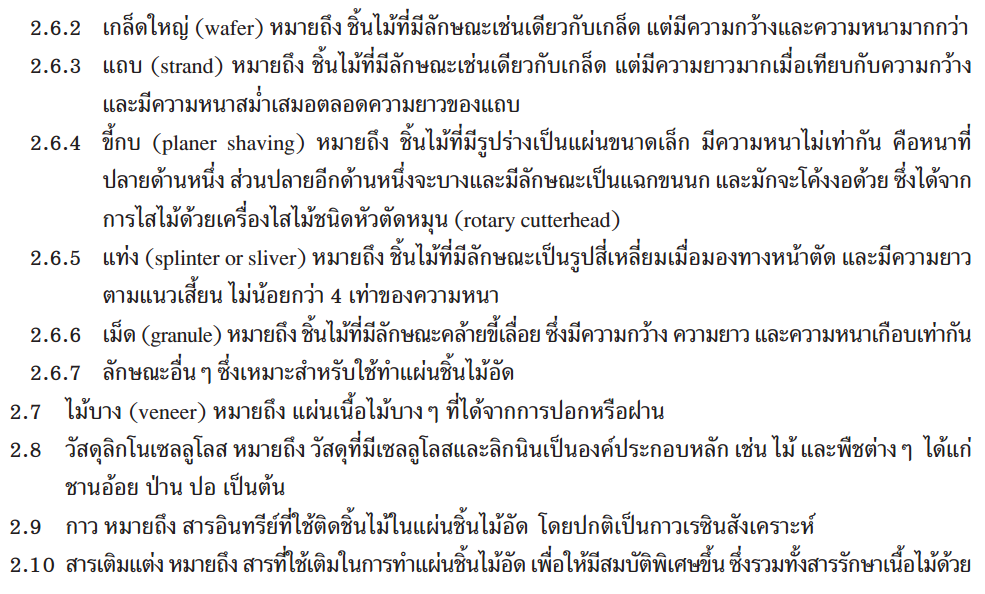 2.6.2 เกล็ดใหญ่ (wafer) หมายถึง ชิ้นไม้ที่มีลักษณะเช่นเดียวกับเกล็ด แต่มีความกว้างและความหนามากกว่า
2.6.3 แถบ (strand) หมายถึง ชิ้นไม้ที่มีลักษณะเช่นเดียวกับเกล็ด แต่มีความยาวมากเมื่อเทียบกับความกว้าง
และมีความหนาสม่ำเสมอตลอดความยาวของแถบ
2.6.4 ขี้กบ (planer shaving) หมายถึง ชิ้นไม้ที่มีรูปร่างเป็นแผ่นขนาดเล็ก มีความหนาไม่เท่ากัน คือหนาที่
ปลายด้านหนึ่ง ส่วนปลายอีกด้านหนึ่งจะบางและมีลักษณะเป็นแฉกขนนก และมักจะโค้งงอด้วย ซึ่งได้จาก
การไสไม้ด้วยเครื่องไสไม้ชนิดหัวตัดหมุน (rotary cutterhead)
2.6.5 แท่ง (splinter or sliver) หมายถึง ชิ้นไม้ที่มีลักษณะเป็นรูปสี่เหลี่ยมเมื่อมองทางหน้าตัด และมีความยาว
ตามแนวเสี้ยน ไม่น้อยกว่า 4 เท่าของความหนา
2.6.6 เม็ด (granule) หมายถึง ชิ้นไม้ที่มีลักษณะคล้ายขี้เลื่อย ซึ่งมีความกว้าง ความยาว และความหนาเกือบเท่ากัน
2.6.7 ลักษณะอื่นๆ ซึ่งเหมาะสำหรับใช้ทำแผ่นชิ้นไม้อัด
2.7 ไม้บาง (veneer) หมายถึง แผ่นเนื้อไม้บางๆ ที่ได้จากการปอกหรือฝาน
2.8 วัสดุลิกโนเซลลูโลส หมายถึง วัสดุที่มีเซลลูโลสและลิกนินเป็นองค์ประกอบหลัก เช่น ไม้ และพืชต่างๆ ได้แก่
ชานอ้อย ป่าน ปอ เป็นต้น
2.9 กาว หมายถึง สารอินทรีย์ที่ใช้ติดชิ้นไม้ในแผ่นชิ้นไม้อัด โดยปกติเป็นกาวเรซินสังเคราะห์
2.10 สารเติมแต่ง หมายถึง สารที่ใช้เติมในการทำแผ่นชิ้นไม้อัด เพื่อให้มีสมบัติพิเศษขึ้น ซึ่งรวมทั้งสารรักษาเนื้อไม้ด้วย